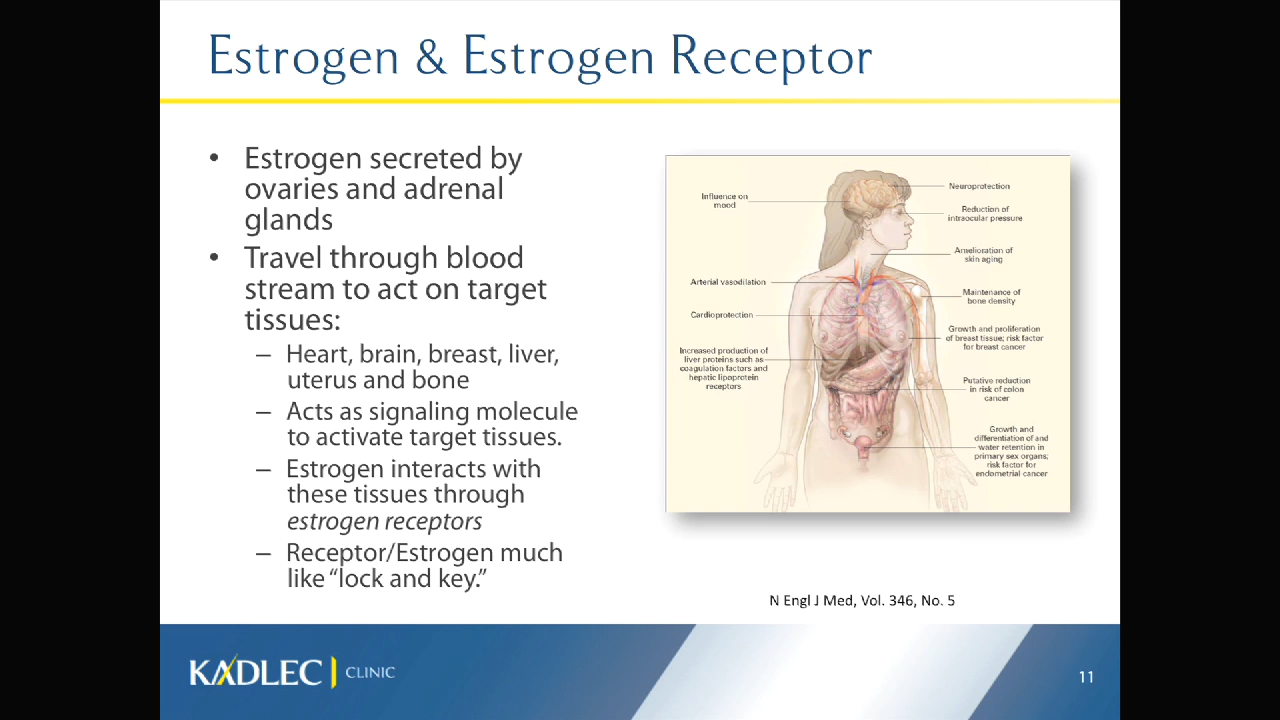 Estrogen & Estrogen Receptor
• Estrogen secreted by
ovaries and adrenal
glands
• Travel through blood
stream to act on target
tissues:
– Heart, brain, breast, liver,
uterus and bone
– Acts as signaling molecule
to activate target tissues.
– Estrogen interacts with
these tissues through
estrogen receptors
– Receptor/Estrogen much
like “lock and key.”
Influence on
mood
Arterial vasodilation
Cardioprotection
Increased production of
liver proteins such as
coagulation factors and
hepatic lipoprotein
receptors
Neuroprotection
Reduction of
intraocular pressure
Amelioration of
skin aging
Maintenance of
bone density
Growth and proliferation
of breast tissue; risk factor
for breast cancer
Putative reduction
in risk of colon
cancer
Growth and
differentiation of and
water retention in
primary sex organs;
risk factor for
endometrial cancer
N Engl J Med, Vol. 346, No. 5
KADLEC CLINIC
11